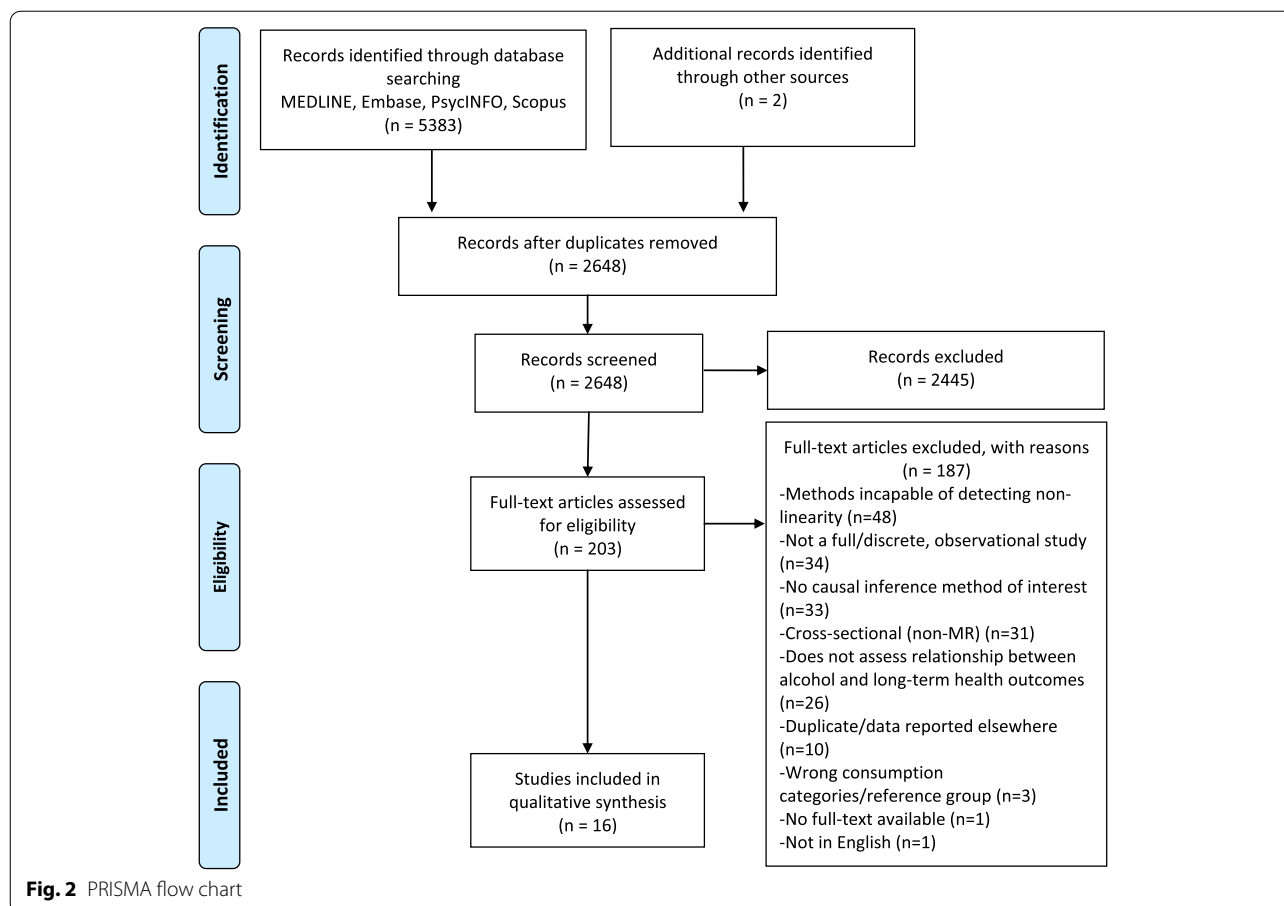 Identification
Records identified through database
searching
MEDLINE, Embase, PsycINFO, Scopus
(n = 5383)
Additional records identified
through other sources
(n = 2)
Screening
Records after duplicates removed
(n = 2648)
Records screened
(n = 2648)
Records excluded
(n = 2445)
Eligibility
Full-text articles assessed
for eligibility
(n = 203)
Full-text articles excluded, with reasons
(n = 187)
-Methods incapable of detecting non-
linearity (n=48)
-Not a full/discrete, observational study
(n=34)
-No causal inference method of interest
(n=33)
-Cross-sectional (non-MR) (n=31)
-Does not assess relationship between
alcohol and long-term health outcomes
(n=26)
-Duplicate/data reported elsewhere
(n=10)
-Wrong consumption
categories/reference group (n=3)
-No full-text available (n=1)
-Not in English (n=1)
Included
Studies included in
qualitative synthesis
(n = 16)
Fig. 2 PRISMA flow chart